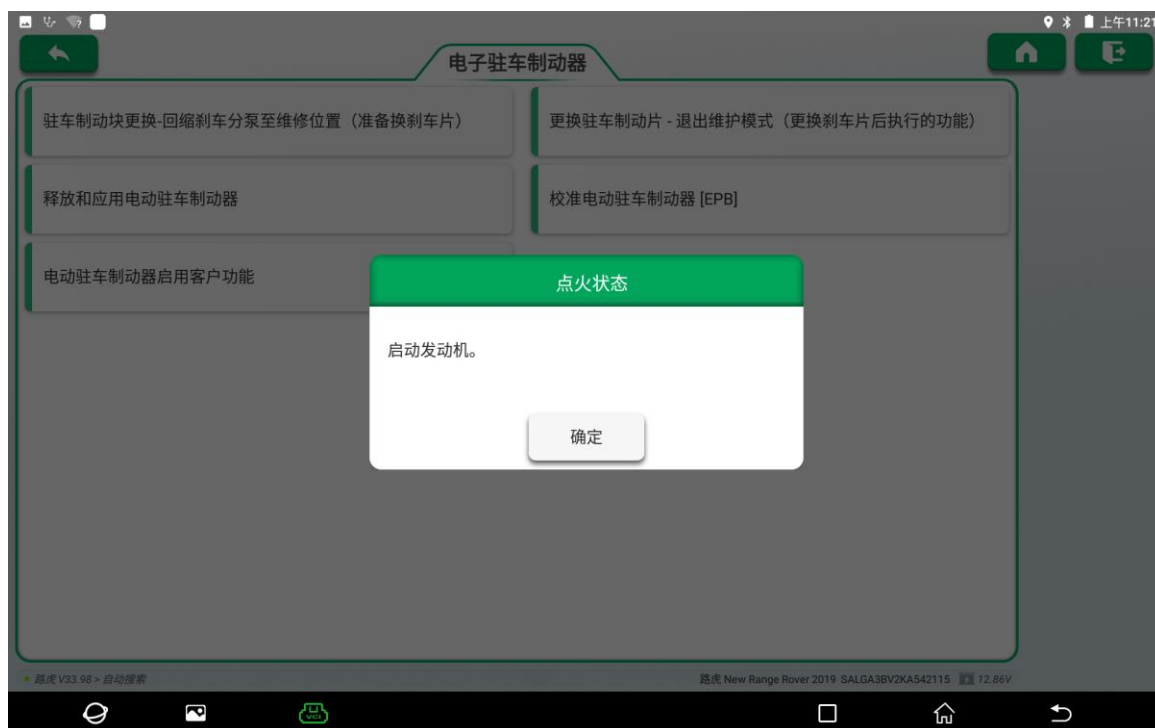 上午11:21
电子驻车制动器
驻车制动块更换-回缩刹车分泵至维修位置（准备换刹车片）
更换驻车制动片 - 退出维护模式（更换刹车片后执行的功能）
释放和应用电动驻车制动器
校准电动驻车制动器 [EPB]
电动驻车制动器启用客户功能
点火状态
启动发动机。
确定
路虎 V33.98 > 自动搜索
路虎 New Range Rover 2019 SALGA3BV2KA542115 12.86V
VCI